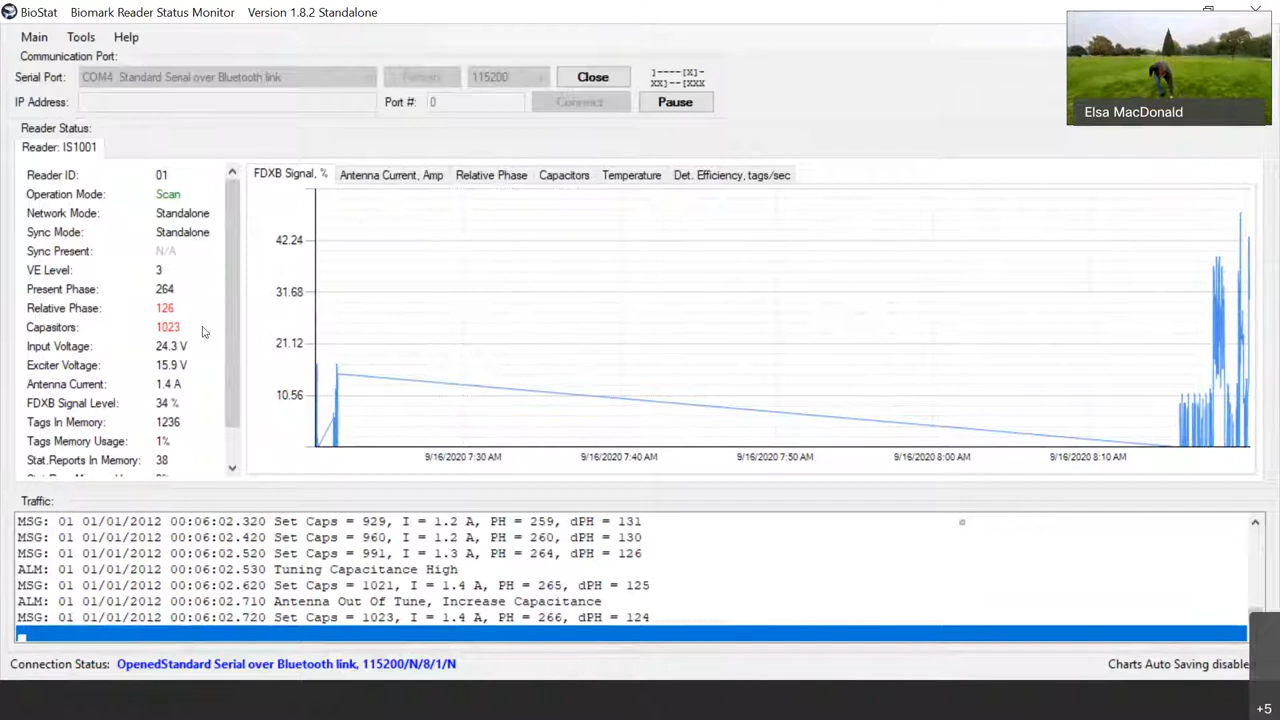 BioStat Biomark Reader Status Monitor Version 1.8.2 Standalone
Main Tools Help
Communication Port:
Serial Port: COM4 Standard Serial over Bluetooth link 115200 Close
]----[X]-
XX]--[XXX
IP Address: Port #: 0 Connect Pause
Elsa MacDonald
Reader Status:
Reader: IS1001
Reader ID: 01
Operation Mode: Scan
Network Mode: Standalone
Sync Mode: Standalone
Sync Present: N/A
VE Level: 3
Present Phase: 264
Relative Phase: 126
Capasitors: 1023
Input Voltage: 24.3 V
Exciter Voltage: 15.9 V
Antenna Current: 1.4 A
FDXB Signal Level: 34 %
Tags In Memory: 1236
Tags Memory Usage: 1%
Stat.Reports In Memory: 38
FDXB Signal, % Antenna Current, Amp Relative Phase Capacitors Temperature Det. Efficiency, tags/sec
42.24
31.68
21.12
10.56
9/16/2020 7:30 AM 9/16/2020 7:40 AM 9/16/2020 7:50 AM 9/16/2020 8:00 AM 9/16/2020 8:10 AM
Traffic:
MSG: 01 01/01/2012 00:06:02.320 Set Caps = 929, I = 1.2 A, PH = 259, dPH = 131
MSG: 01 01/01/2012 00:06:02.420 Set Caps = 960, I = 1.2 A, PH = 260, dPH = 130
MSG: 01 01/01/2012 00:06:02.520 Set Caps = 991, I = 1.3 A, PH = 264, dPH = 126
ALM: 01 01/01/2012 00:06:02.530 Tuning Capacitance High
MSG: 01 01/01/2012 00:06:02.620 Set Caps = 1021, I = 1.4 A, PH = 265, dPH = 125
ALM: 01 01/01/2012 00:06:02.710 Antenna Out Of Tune, Increase Capacitance
MSG: 01 01/01/2012 00:06:02.720 Set Caps = 1023, I = 1.4 A, PH = 266, dPH = 124
Connection Status: OpenedStandard Serial over Bluetooth link, 115200/N/8/1/N Charts Auto Saving disable
+5